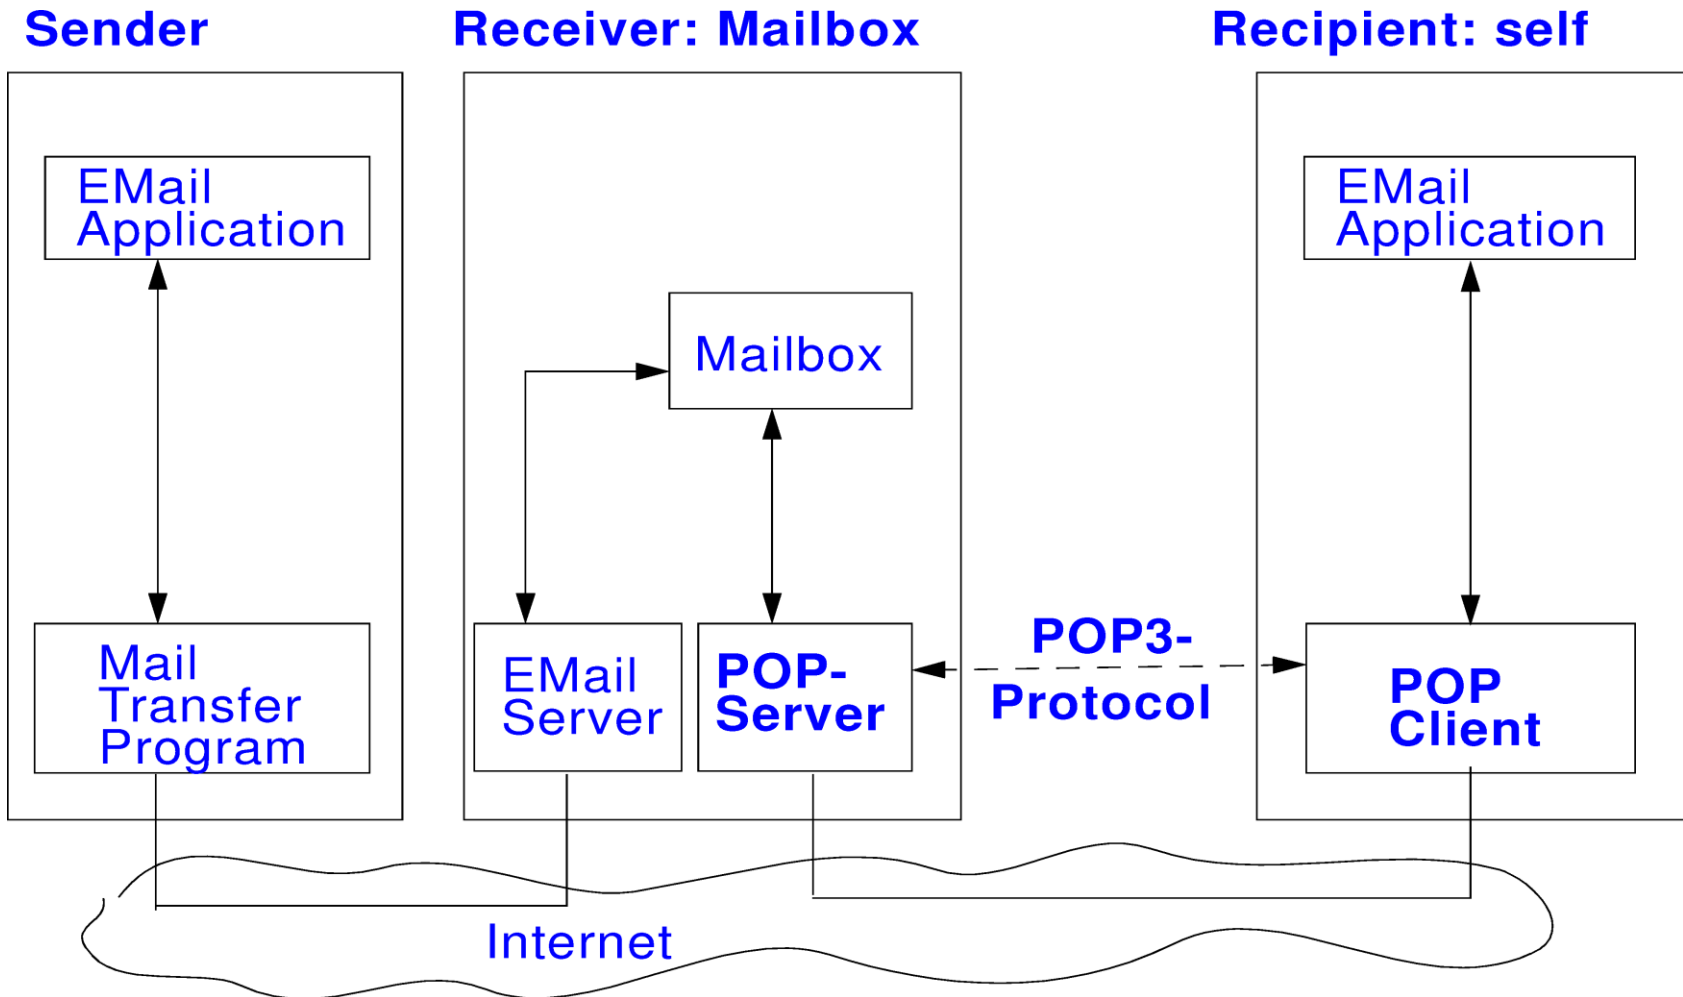 Sender
Receiver: Mailbox
Recipient: self
EMail
Application
EMail
Application
Mailbox
Mail
Transfer
Program
EMail
Server
POP-
Server
POP3-
Protocol
POP
Client
Internet